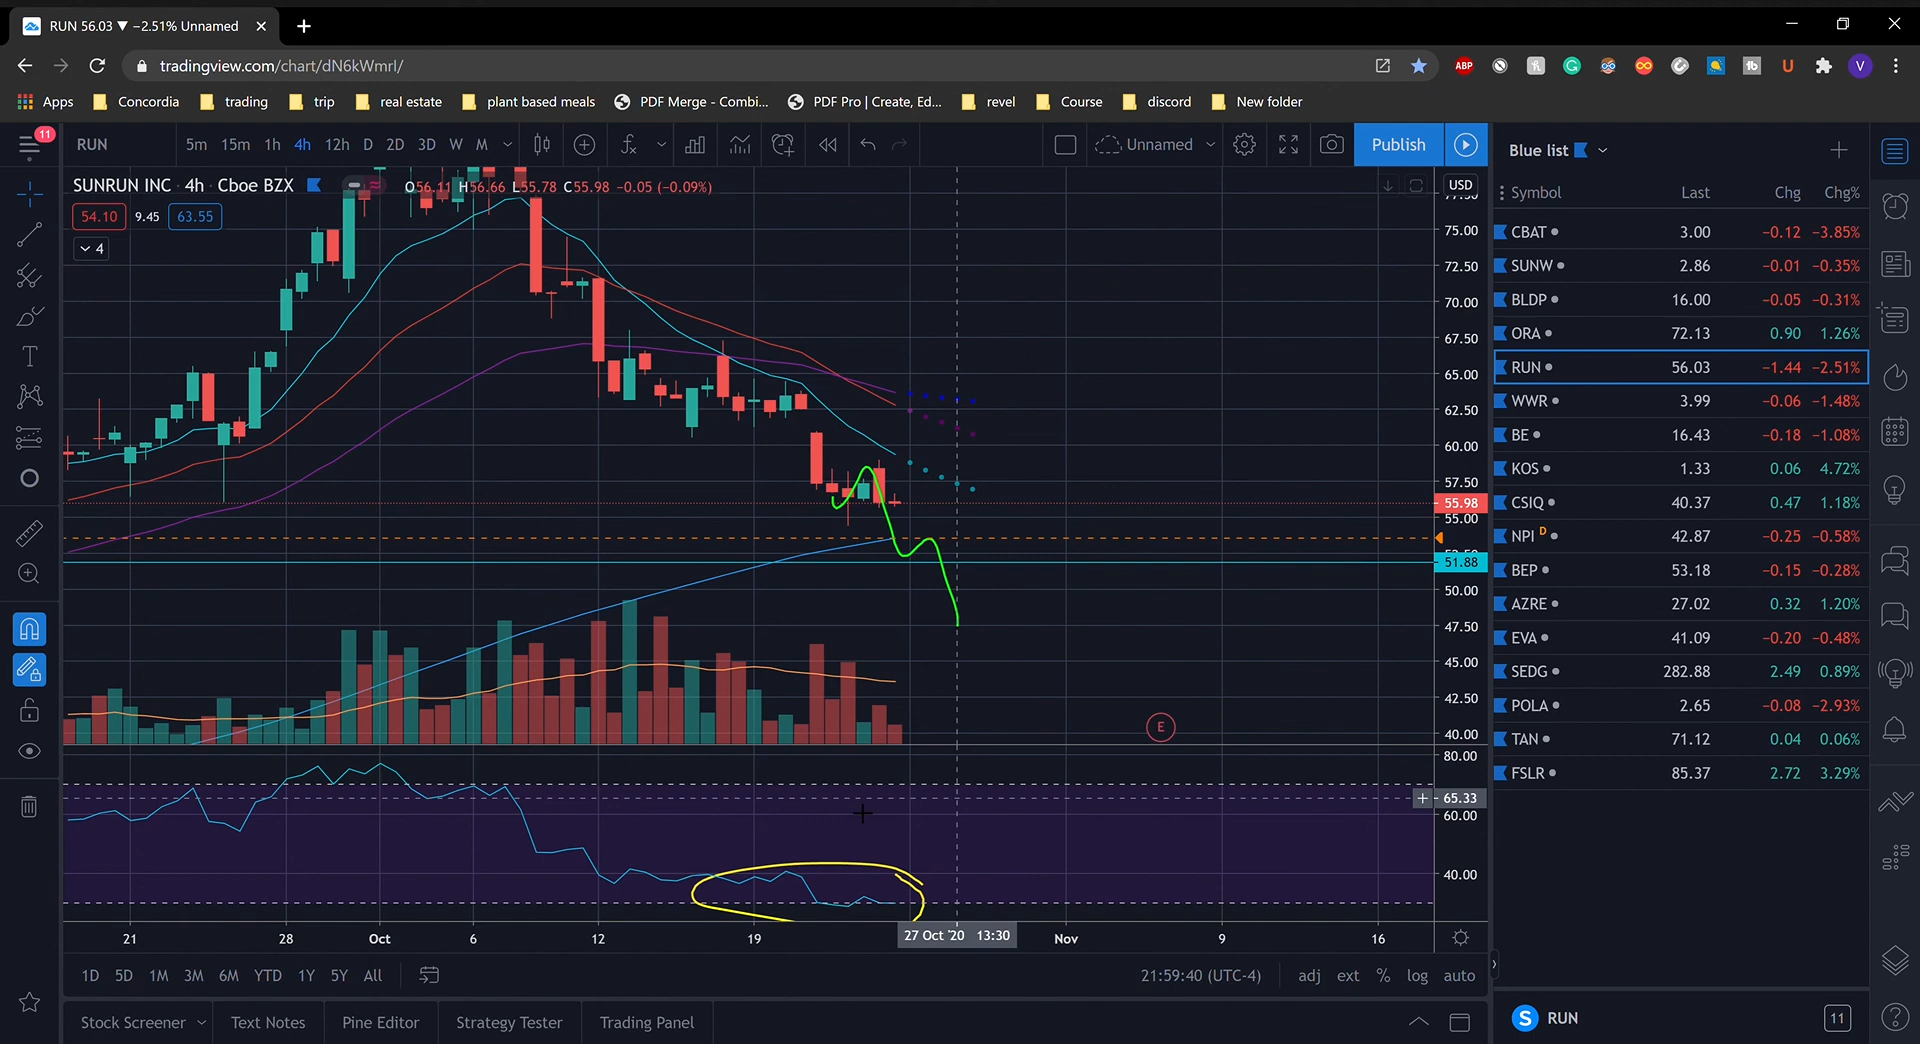 RUN 56.03 ▼ −2.51% Unnamed
tradingview.com/chart/dN6kWmrI/
ABP
V
Apps Concordia trading trip real estate plant based meals PDF Merge - Combi... PDF Pro | Create, Ed... revel Course discord New folder
11
RUN 5m 15m 1h 4h 12h D 2D 3D W M Unnamed Publish
Blue list
SUNRUN INC · 4h · Cboe BZX O56.11 H56.66 L55.78 C55.98 −0.05 (−0.09%)
54.10 9.45 63.55
4
USD
77.50
75.00
72.50
70.00
67.50
65.00
62.50
60.00
57.50
55.98
55.00
51.88
50.00
47.50
45.00
42.50
40.00
80.00
65.33
60.00
40.00
E
21 28 Oct 6 12 19 27 Oct '20 13:30 Nov 9 16
1D 5D 1M 3M 6M YTD 1Y 5Y All 21:59:40 (UTC-4) adj ext % log auto
Stock Screener Text Notes Pine Editor Strategy Tester Trading Panel
Symbol Last Chg Chg%
CBAT 3.00 −0.12 −3.85%
SUNW 2.86 −0.01 −0.35%
BLDP 16.00 −0.05 −0.31%
ORA 72.13 0.90 1.26%
RUN 56.03 −1.44 −2.51%
WWR 3.99 −0.06 −1.48%
BE 16.43 −0.18 −1.08%
KOS 1.33 0.06 4.72%
CSIQ 40.37 0.47 1.18%
NPI D 42.87 −0.25 −0.58%
BEP 53.18 −0.15 −0.28%
AZRE 27.02 0.32 1.20%
EVA 41.09 −0.20 −0.48%
SEDG 282.88 2.49 0.89%
POLA 2.65 −0.08 −2.93%
TAN 71.12 0.04 0.06%
FSLR 85.37 2.72 3.29%
S RUN 11